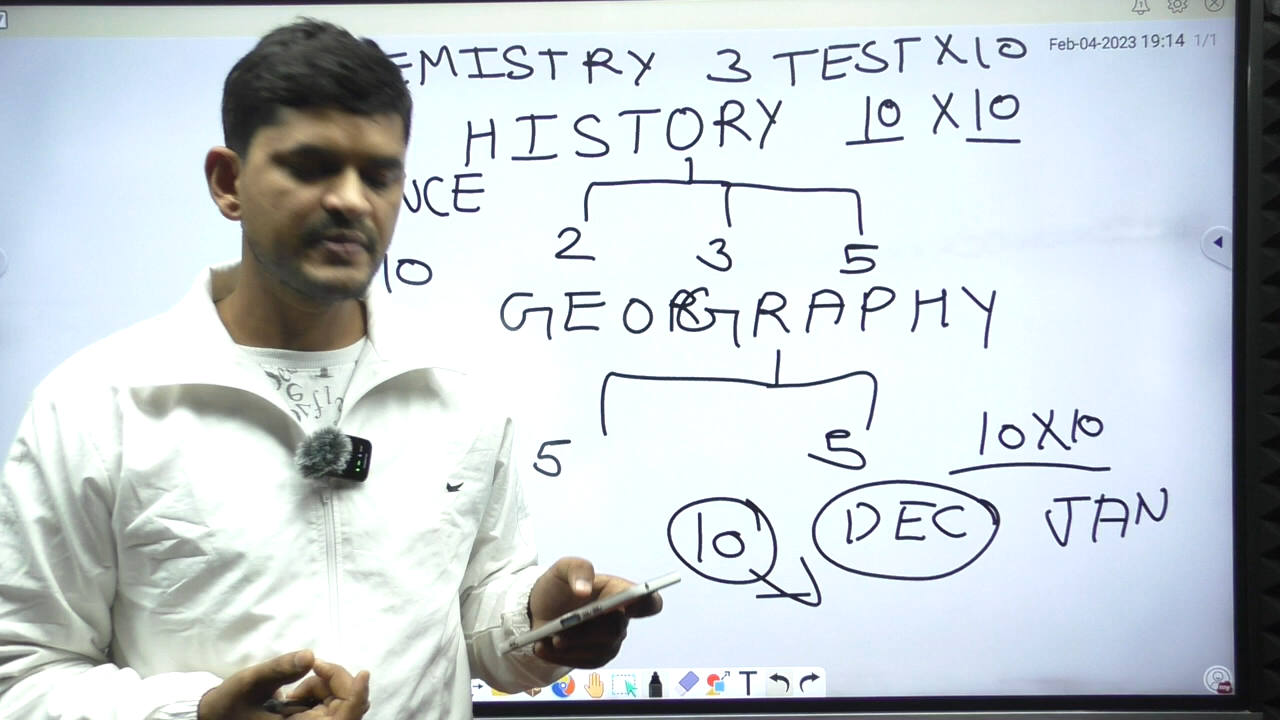 EMISTRY 3 TEST X10
Feb-04-2023 19:14 1/1
HISTORY 10 X 10
NCE
2 3 5
10
GEOGRAPHY
5 5 10X10
10 DEC JAN
T